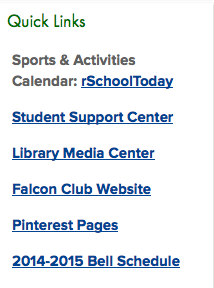 Quick Links
Sports & Activities
Calendar: rSchoolToday
Student Support Center
Library Media Center
Falcon Club Website
Pinterest Pages
2014-2015 Bell Schedule